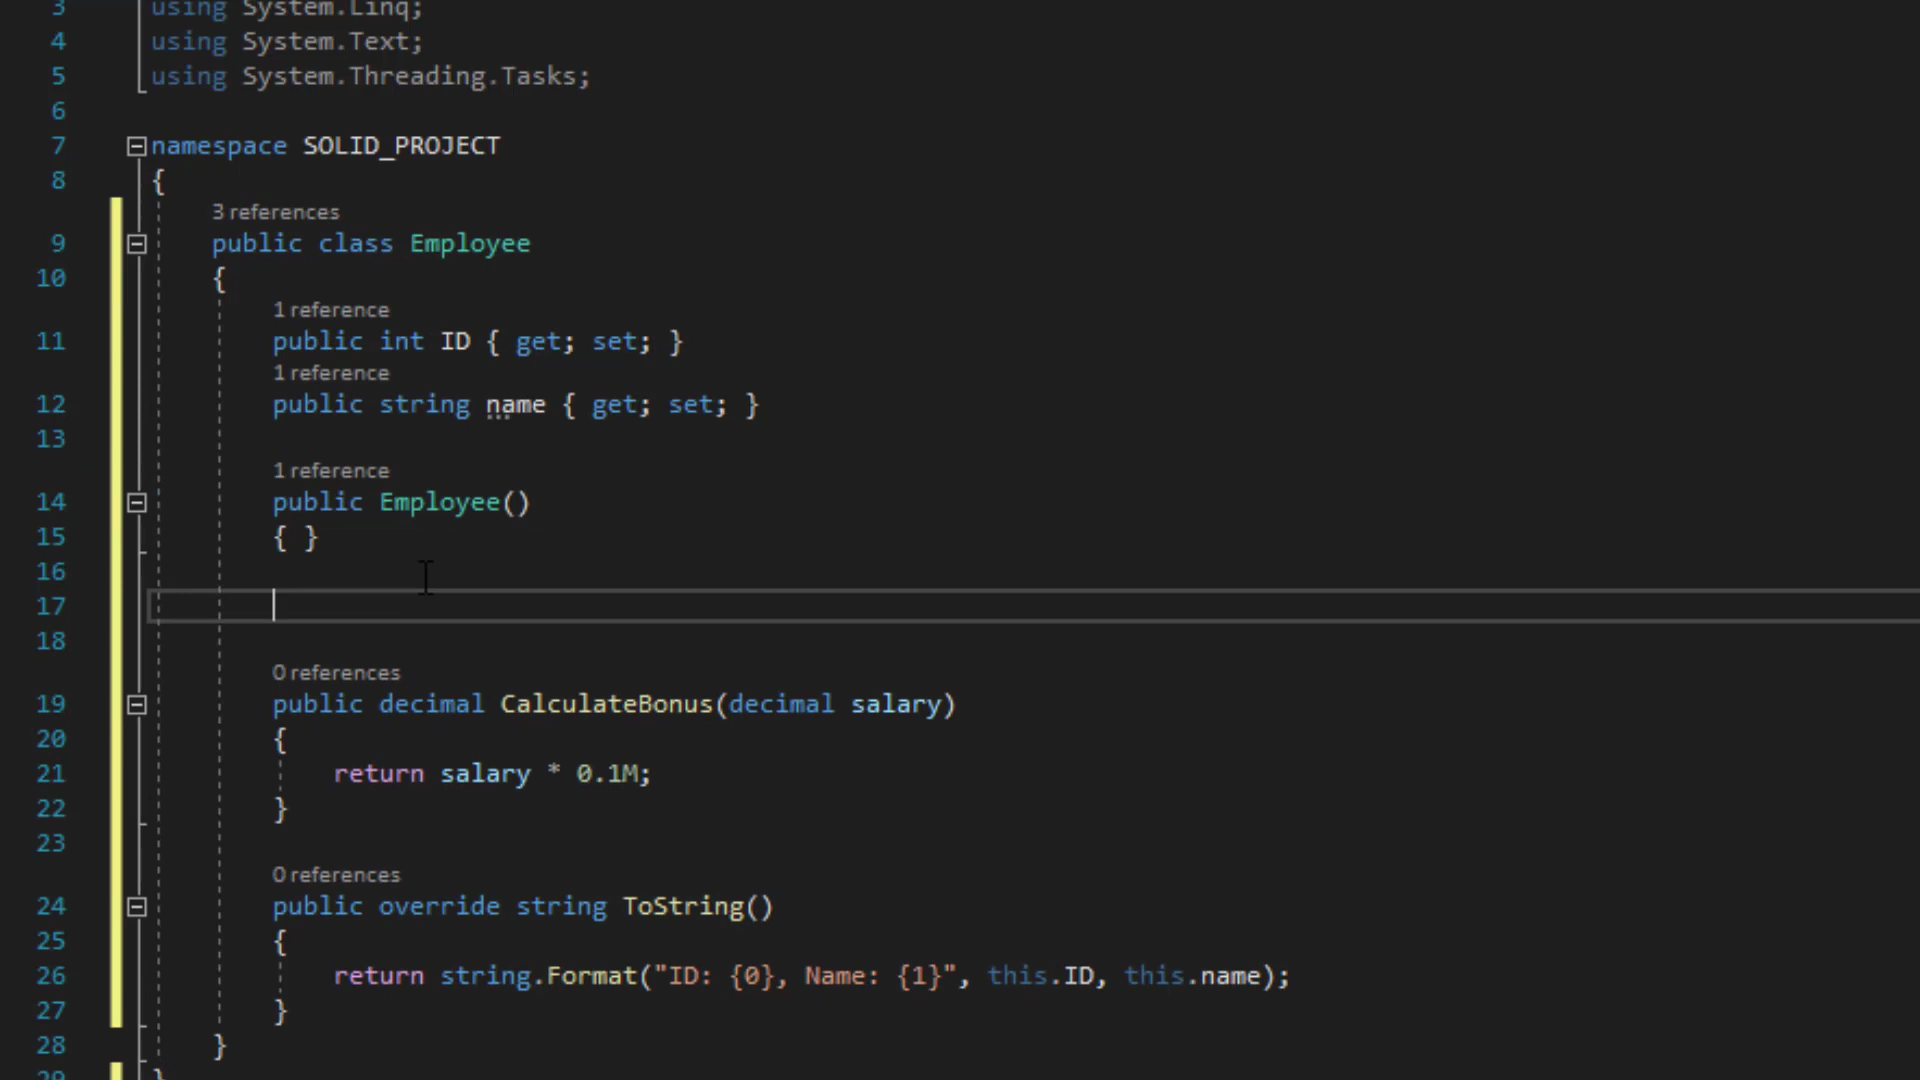 3 using System.Linq;
4 using System.Text;
5 using System.Threading.Tasks;
6
7 namespace SOLID_PROJECT
8 {
3 references
9 public class Employee
10 {
1 reference
11 public int ID { get; set; }
1 reference
12 public string name { get; set; }
13
1 reference
14 public Employee()
15 { }
16
17
18
0 references
19 public decimal CalculateBonus(decimal salary)
20 {
21 return salary * 0.1M;
22 }
23
0 references
24 public override string ToString()
25 {
26 return string.Format("ID: {0}, Name: {1}", this.ID, this.name);
27 }
28 }
29 }